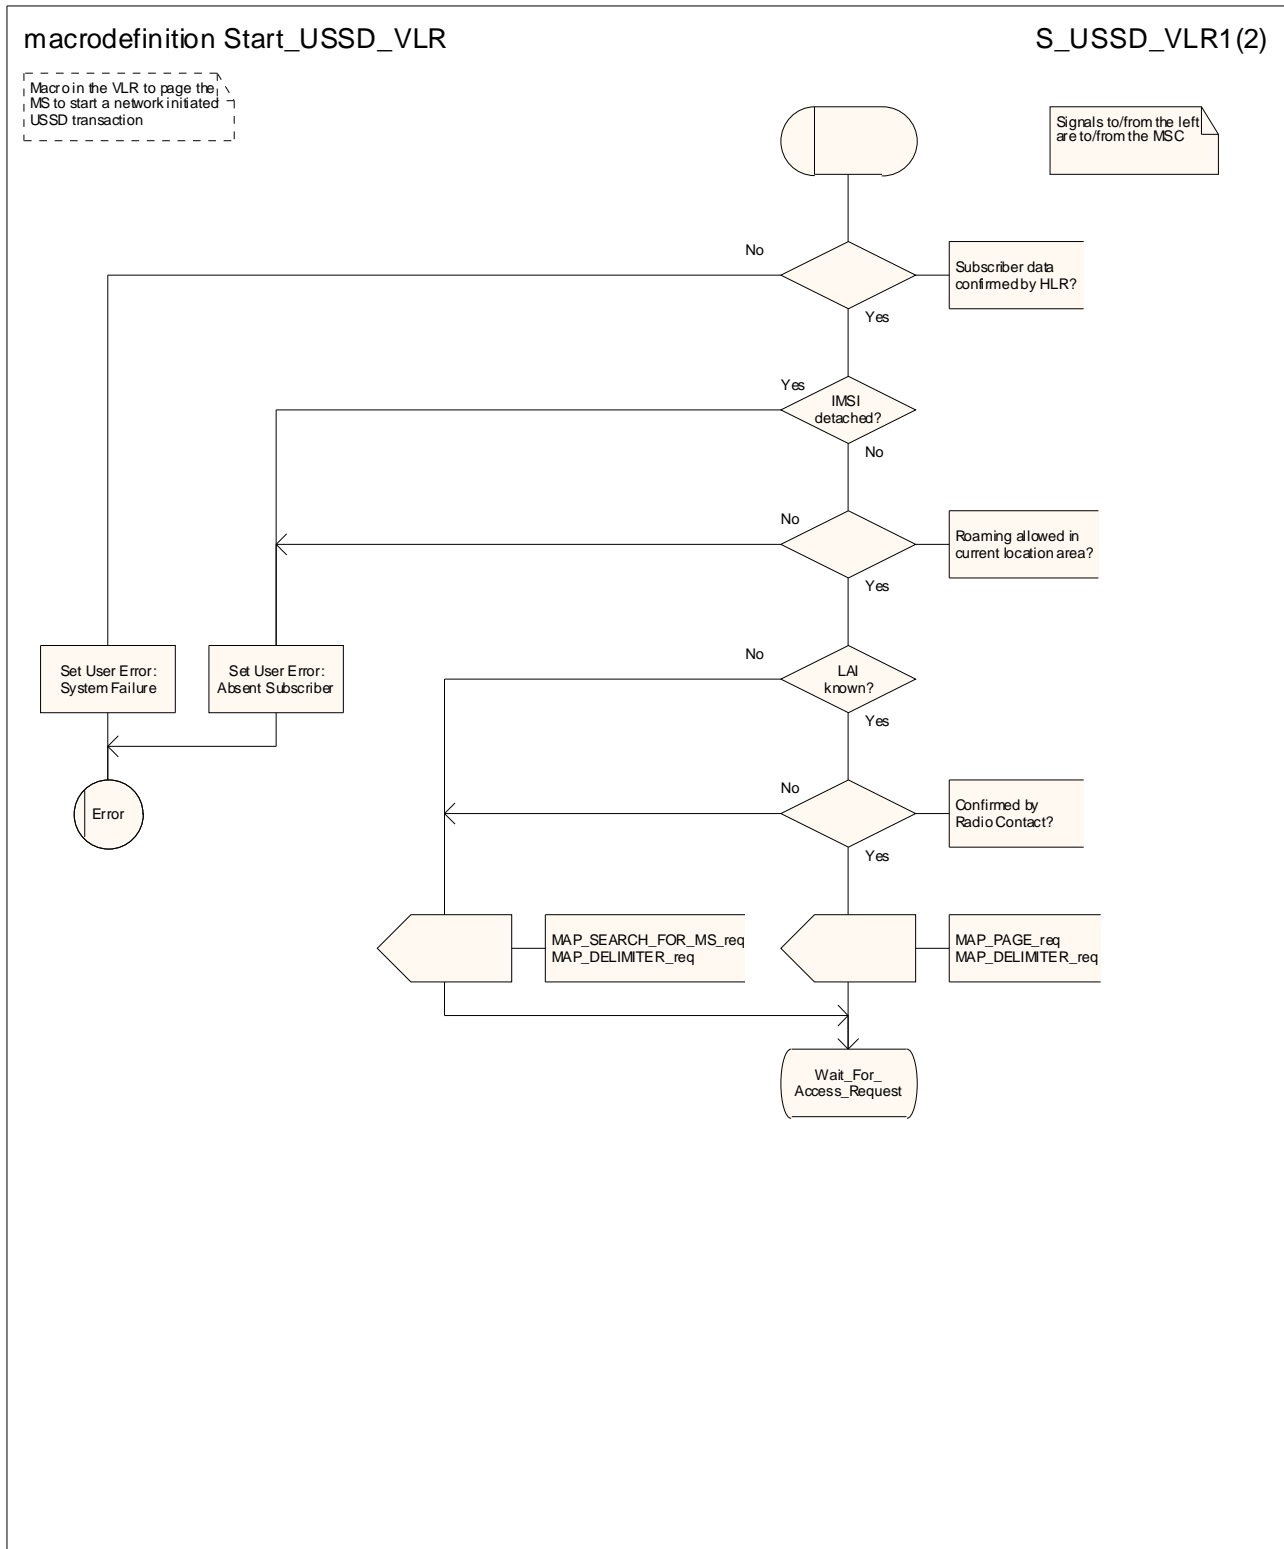 macrodefinition Start_USSD_VLR
S_USSD_VLR1(2)
Macro in the VLR to page the
MS to start a network initiated
USSD transaction
Signals to/from the left
are to/from the MSC
No
Subscriber data
confirmed by HLR?
Yes
Yes
IMSI
detached?
No
No
Roaming allowed in
current location area?
Yes
Set User Error:
System Failure
Set User Error:
Absent Subscriber
No
LAI
known?
Yes
No
Error
Confirmed by
Radio Contact?
Yes
MAP_SEARCH_FOR_MS_req
MAP_DELIMITER_req
MAP_PAGE_req
MAP_DELIMITER_req
Wait_For_
Access_Request